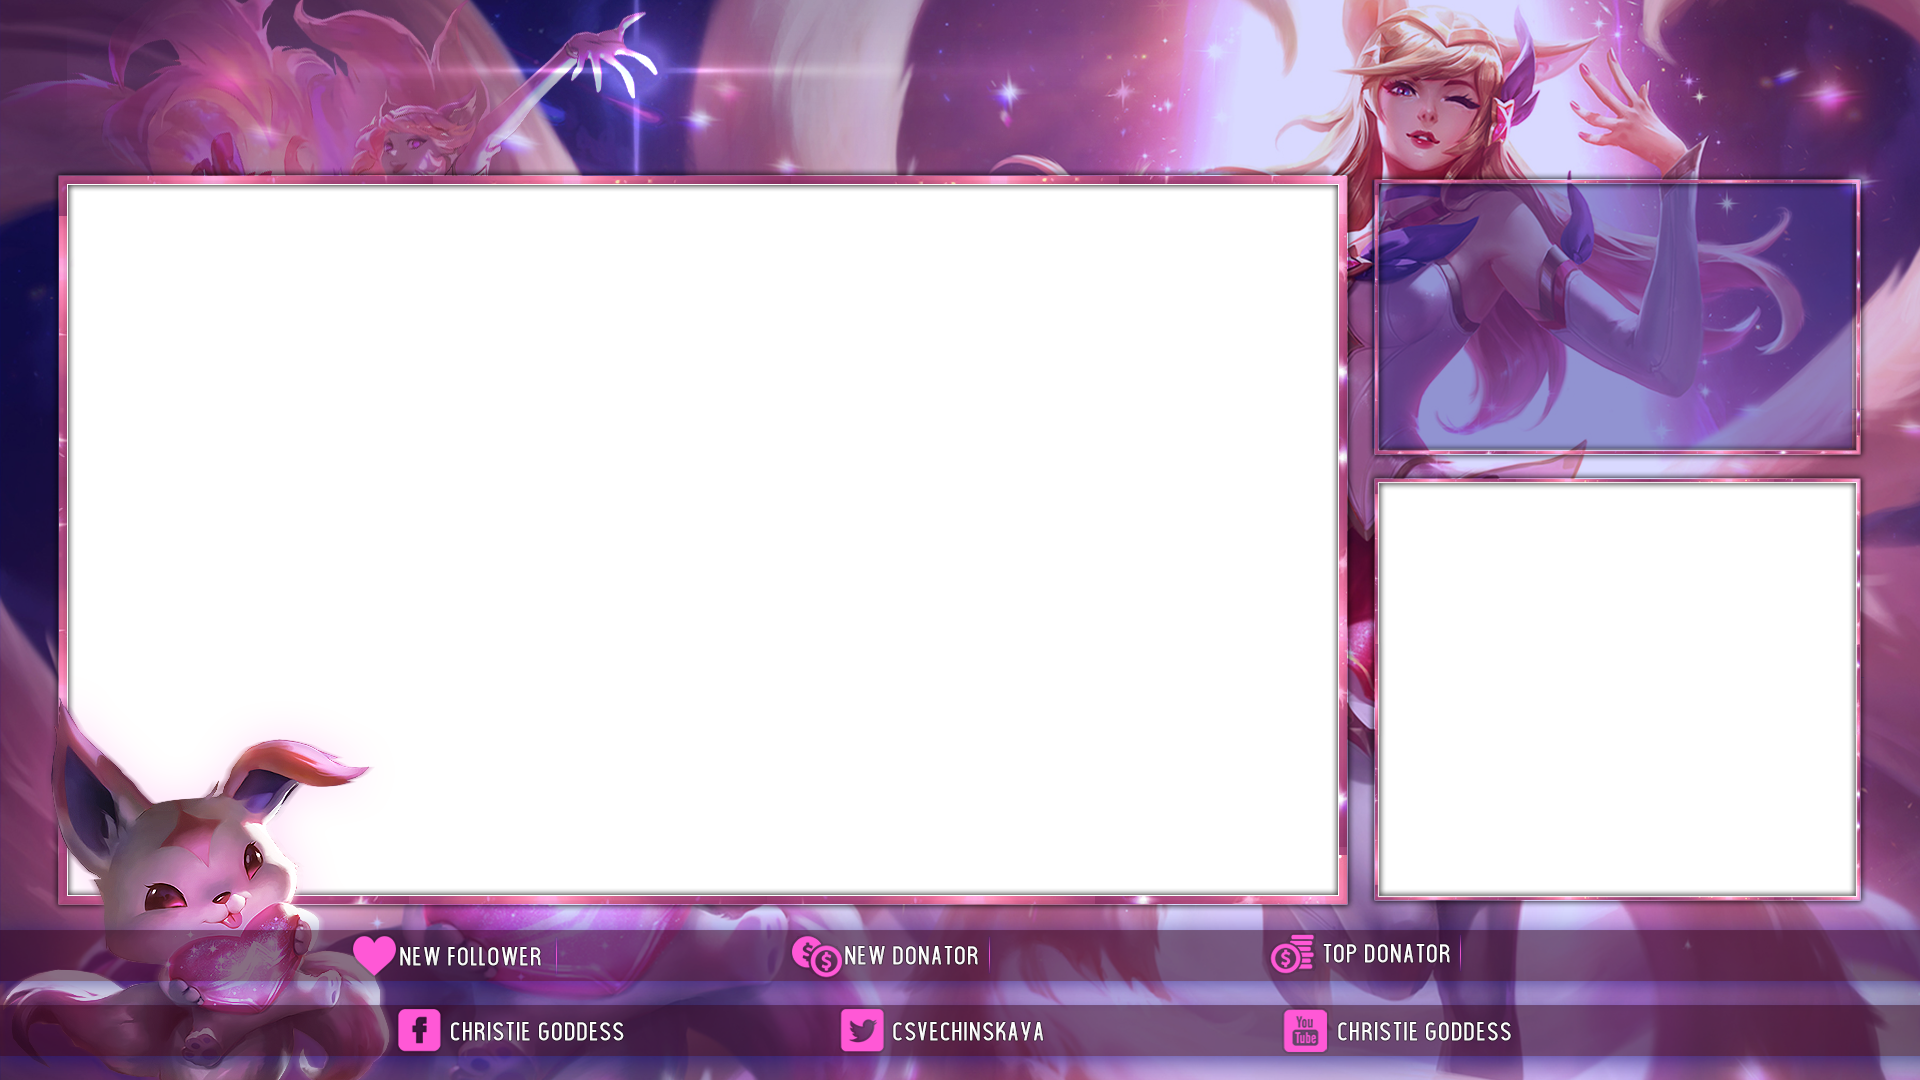 NEW FOLLOWER
NEW DONATOR
TOP DONATOR
CHRISTIE GODDESS
CSVECHINSKAYA
You Tube
CHRISTIE GODDESS